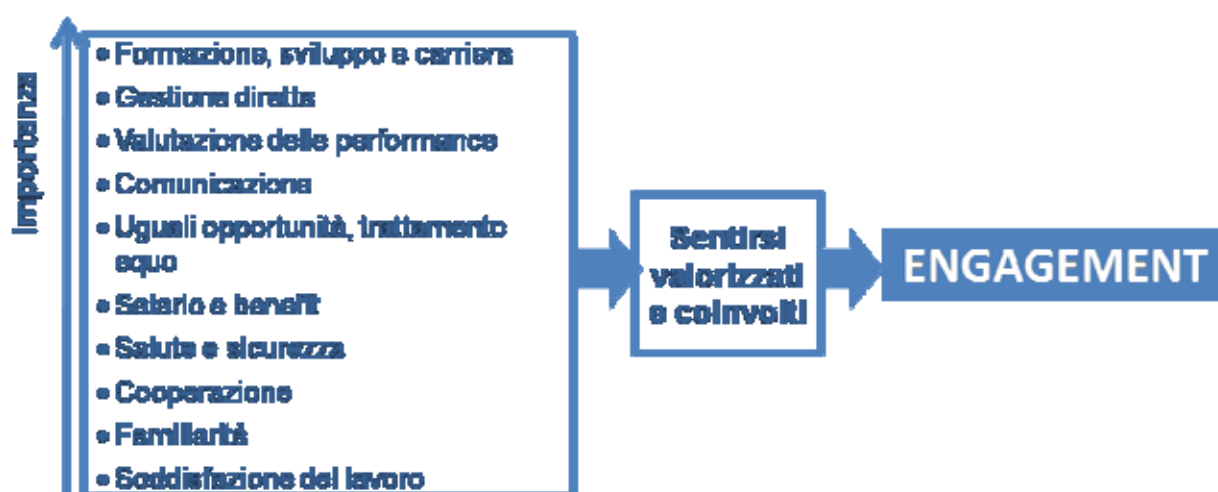 Importanza
• Formazione, sviluppo e carriera
• Gestione diretta
• Valutazione delle performance
• Comunicazione
• Uguali opportunità, trattamento
equo
• Salario e benefit
• Salute e sicurezza
• Cooperazione
• Familiarità
• Soddisfazione del lavoro
Sentirsi
valorizzati
e coinvolti
ENGAGEMENT